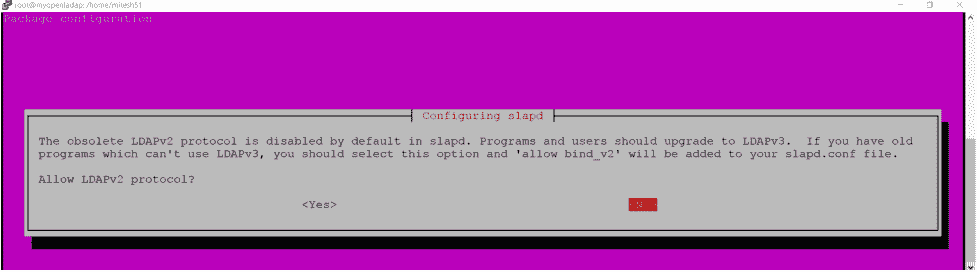 root@myopenladap: /home/mitesh51
Package configuration
Configuring slapd
The obsolete LDAPv2 protocol is disabled by default in slapd. Programs and users should upgrade to LDAPv3. If you have old
programs which can't use LDAPv3, you should select this option and 'allow bind_v2' will be added to your slapd.conf file.
Allow LDAPv2 protocol?
<Yes>